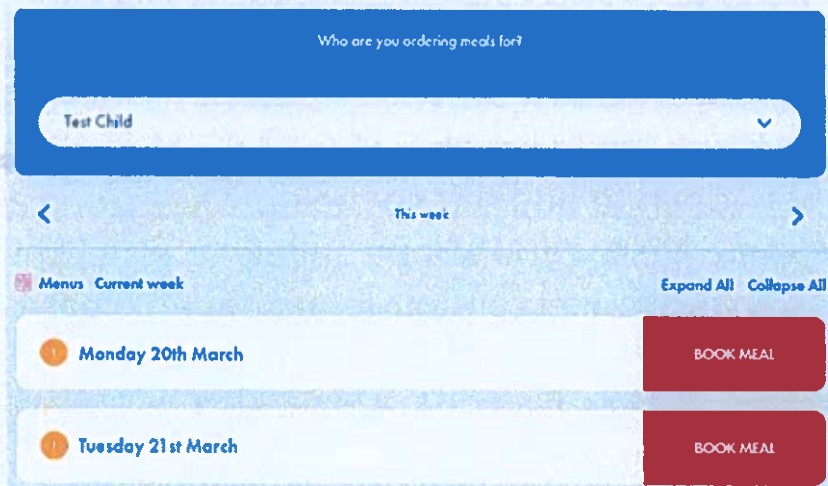 Who are you ordering meals for?
Test Child
This week
Menus Current week
Expand All Collapse All
Monday 20th March
BOOK MEAL
Tuesday 21st March
BOOK MEAL